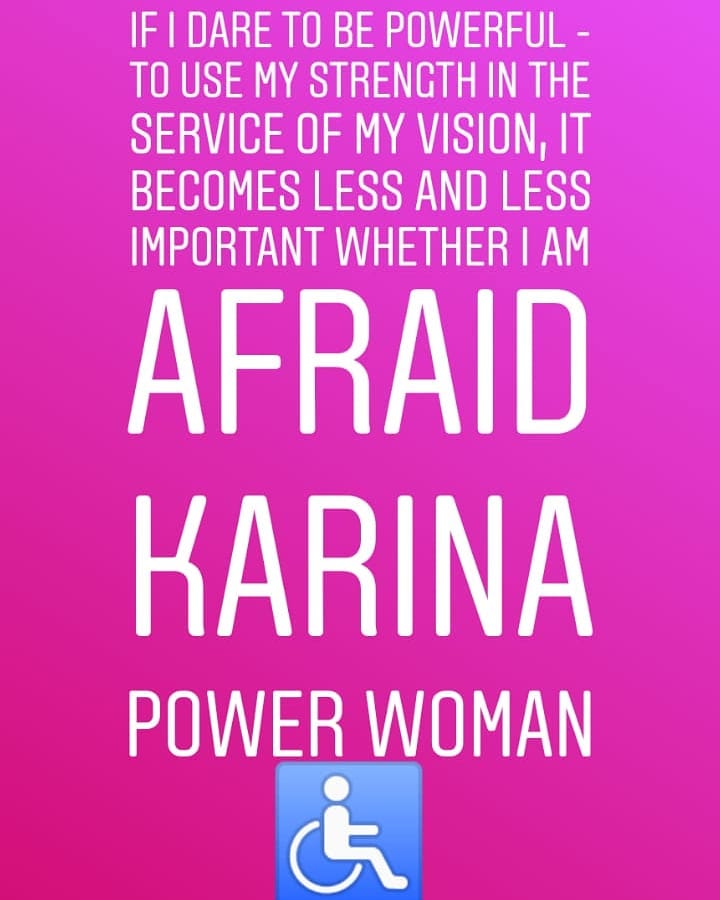 IF I DARE TO BE POWERFUL -
TO USE MY STRENGTH IN THE
SERVICE OF MY VISION, IT
BECOMES LESS AND LESS
IMPORTANT WHETHER I AM
AFRAID
KARINA
POWER WOMAN